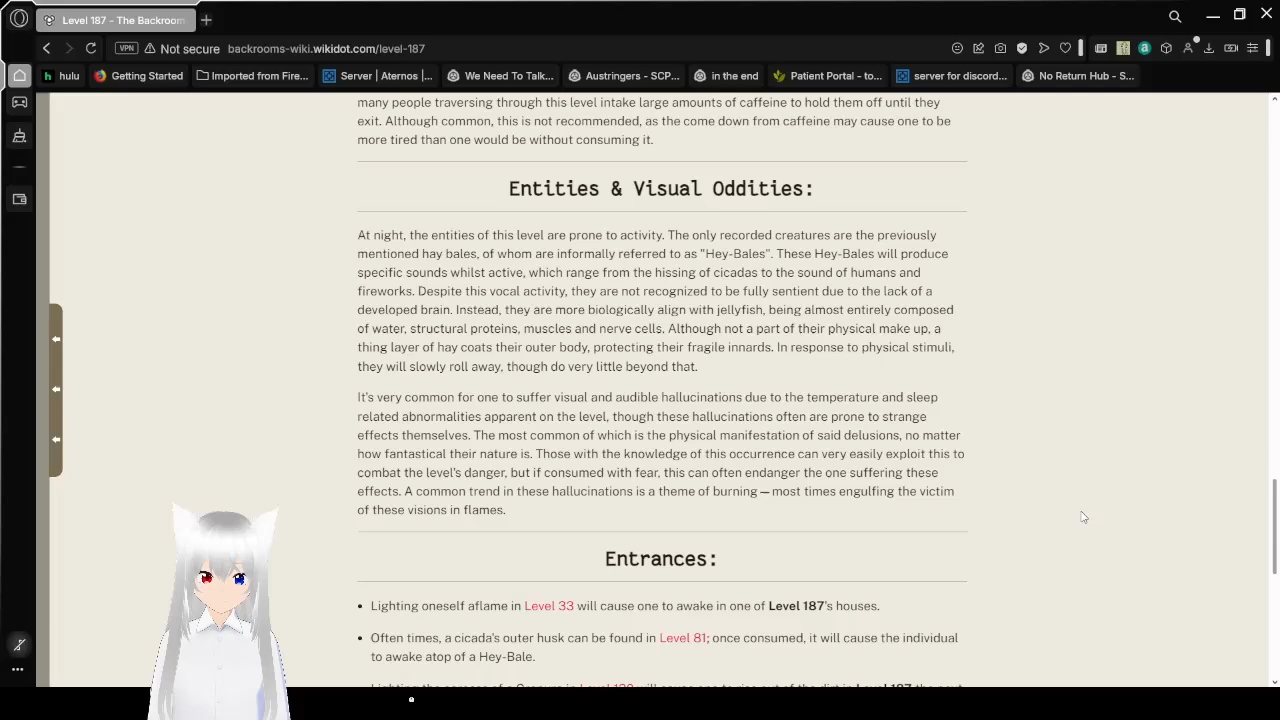 Level 187 - The Backroom
VPN Not secure backrooms-wiki.wikidot.com/level-187
hulu Getting Started Imported from Fire... Server | Aternos |... We Need To Talk... Austringers - SCP... in the end Patient Portal - to... server for discord... No Return Hub - S...
many people traversing through this level intake large amounts of caffeine to hold them off until they
exit. Although common, this is not recommended, as the come down from caffeine may cause one to be
more tired than one would be without consuming it.
Entities & Visual Oddities:
At night, the entities of this level are prone to activity. The only recorded creatures are the previously
mentioned hay bales, of whom are informally referred to as "Hey-Bales". These Hey-Bales will produce
specific sounds whilst active, which range from the hissing of cicadas to the sound of humans and
fireworks. Despite this vocal activity, they are not recognized to be fully sentient due to the lack of a
developed brain. Instead, they are more biologically align with jellyfish, being almost entirely composed
of water, structural proteins, muscles and nerve cells. Although not a part of their physical make up, a
thing layer of hay coats their outer body, protecting their fragile innards. In response to physical stimuli,
they will slowly roll away, though do very little beyond that.
It's very common for one to suffer visual and audible hallucinations due to the temperature and sleep
related abnormalities apparent on the level, though these hallucinations often are prone to strange
effects themselves. The most common of which is the physical manifestation of said delusions, no matter
how fantastical their nature is. Those with the knowledge of this occurrence can very easily exploit this to
combat the level's danger, but if consumed with fear, this can often endanger the one suffering these
effects. A common trend in these hallucinations is a theme of burning — most times engulfing the victim
of these visions in flames.
Entrances:
• Lighting oneself aflame in Level 33 will cause one to awake in one of Level 187's houses.
• Often times, a cicada's outer husk can be found in Level 81; once consumed, it will cause the individual
to awake atop of a Hey-Bale.